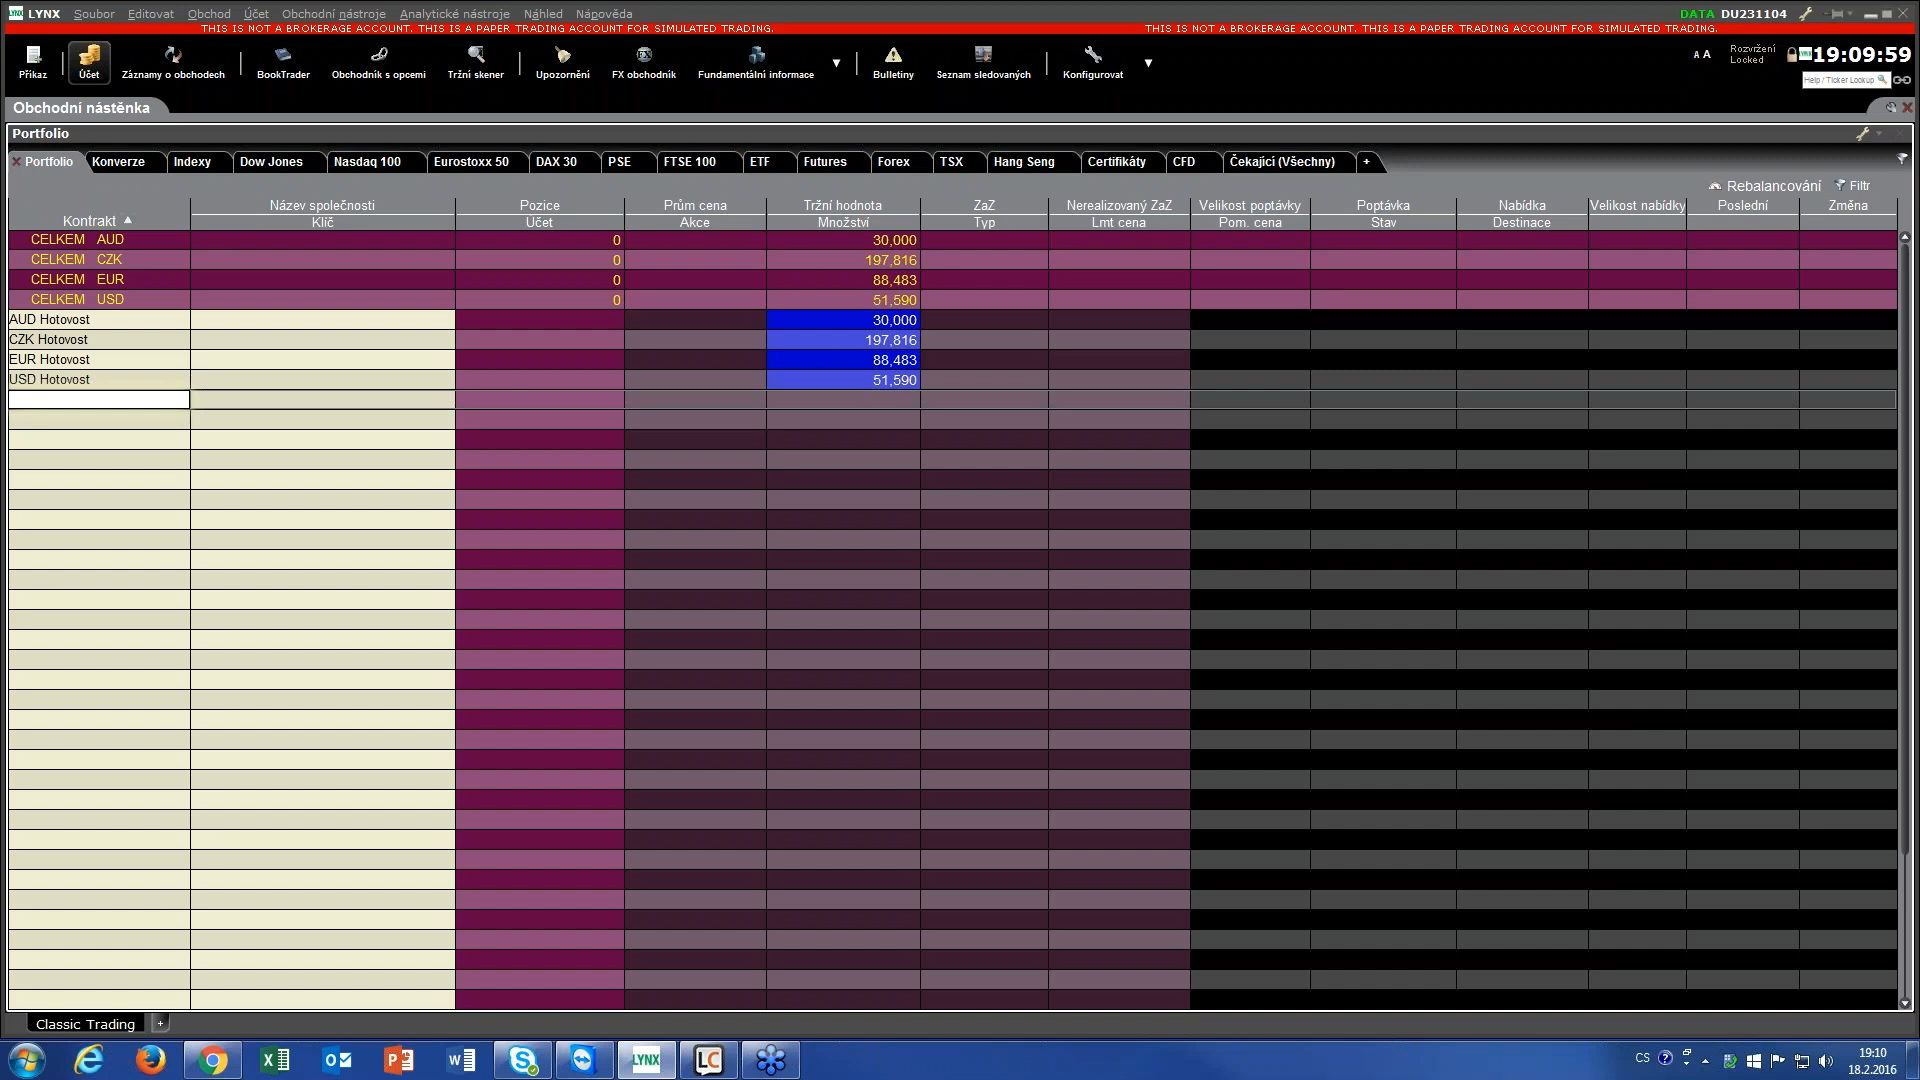 LYNX Soubor Editovat Obchod Účet Obchodní nástroje Analytické nástroje Náhled Nápověda DATA DU231104
THIS IS NOT A BROKERAGE ACCOUNT. THIS IS A PAPER TRADING ACCOUNT FOR SIMULATED TRADING. THIS IS NOT A BROKERAGE ACCOUNT. THIS IS A PAPER TRADING ACCOUNT FOR SIMULATED TRADING.
Příkaz Účet Záznamy o obchodech BookTrader Obchodník s opcemi Tržní skener Upozornění FX obchodník Fundamentální informace Bulletiny Seznam sledovaných Konfigurovat
A A Rozvržení Locked 19:09:59
Help / Ticker Lookup
Obchodní nástěnka
Portfolio
Portfolio Konverze Indexy Dow Jones Nasdaq 100 Eurostoxx 50 DAX 30 PSE FTSE 100 ETF Futures Forex TSX Hang Seng Certifikáty CFD Čekající (Všechny) +
Rebalancování Filtr
Název společnosti Pozice Prům cena Tržní hodnota ZaZ Nerealizovaný ZaZ Velikost poptávky Poptávka Nabídka Velikost nabídky Poslední Změna
Kontrakt Klíč Účet Akce Množství Typ Lmt cena Pom. cena Stav Destinace
CELKEM AUD 0 30,000
CELKEM CZK 0 197,816
CELKEM EUR 0 88,483
CELKEM USD 0 51,590
AUD Hotovost 30,000
CZK Hotovost 197,816
EUR Hotovost 88,483
USD Hotovost 51,590
Classic Trading +
LYNX LC CS 19:10
18.2.2016